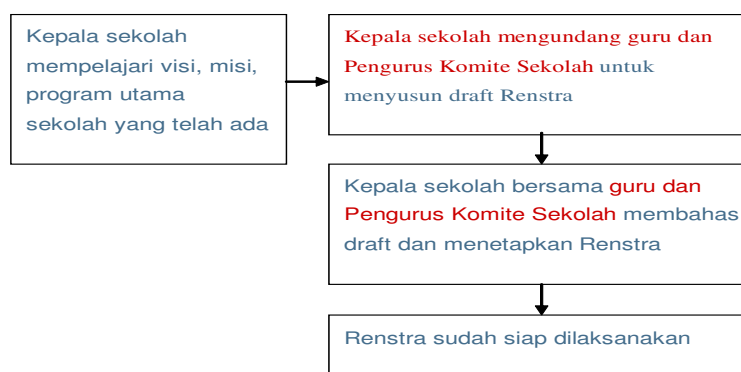 Kepala sekolah
mempelajari visi, misi,
program utama
sekolah yang telah ada
Kepala sekolah mengundang guru dan
Pengurus Komite Sekolah untuk
menyusun draft Renstra
Kepala sekolah bersama guru dan
Pengurus Komite Sekolah membahas
draft dan menetapkan Renstra
Renstra sudah siap dilaksanakan